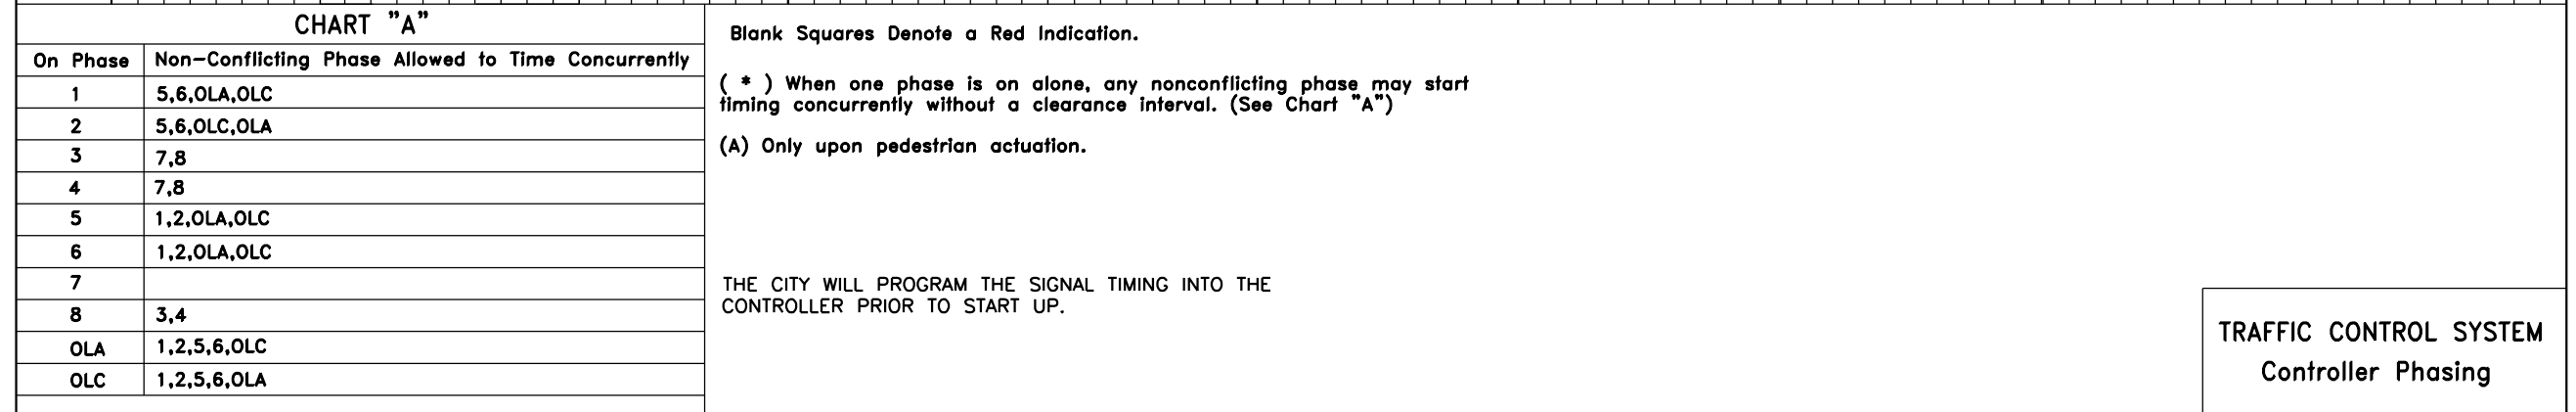 CHART "A"
On Phase Non-Conflicting Phase Allowed to Time Concurrently
1 5,6,OLA,OLC
2 5,6,OLC,OLA
3 7,8
4 7,8
5 1,2,OLA,OLC
6 1,2,OLA,OLC
7
8 3,4
OLA 1,2,5,6,OLC
OLC 1,2,5,6,OLA
Blank Squares Denote a Red Indication.
( * ) When one phase is on alone, any nonconflicting phase may start
timing concurrently without a clearance interval. (See Chart "A")
(A) Only upon pedestrian actuation.
THE CITY WILL PROGRAM THE SIGNAL TIMING INTO THE
CONTROLLER PRIOR TO START UP.
TRAFFIC CONTROL SYSTEM
Controller Phasing